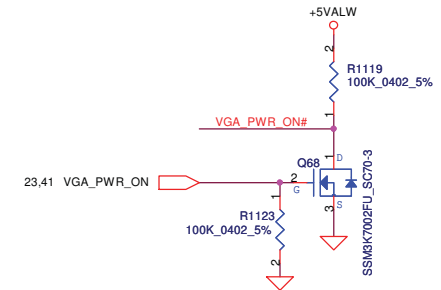 +5VALW
2
R1119
100K_0402_5%
1
VGA_PWR_ON#
1
D
Q68
23,41 VGA_PWR_ON
2
G
S
3
SSM3K7002FU_SC70-3
1
R1123
100K_0402_5%
2